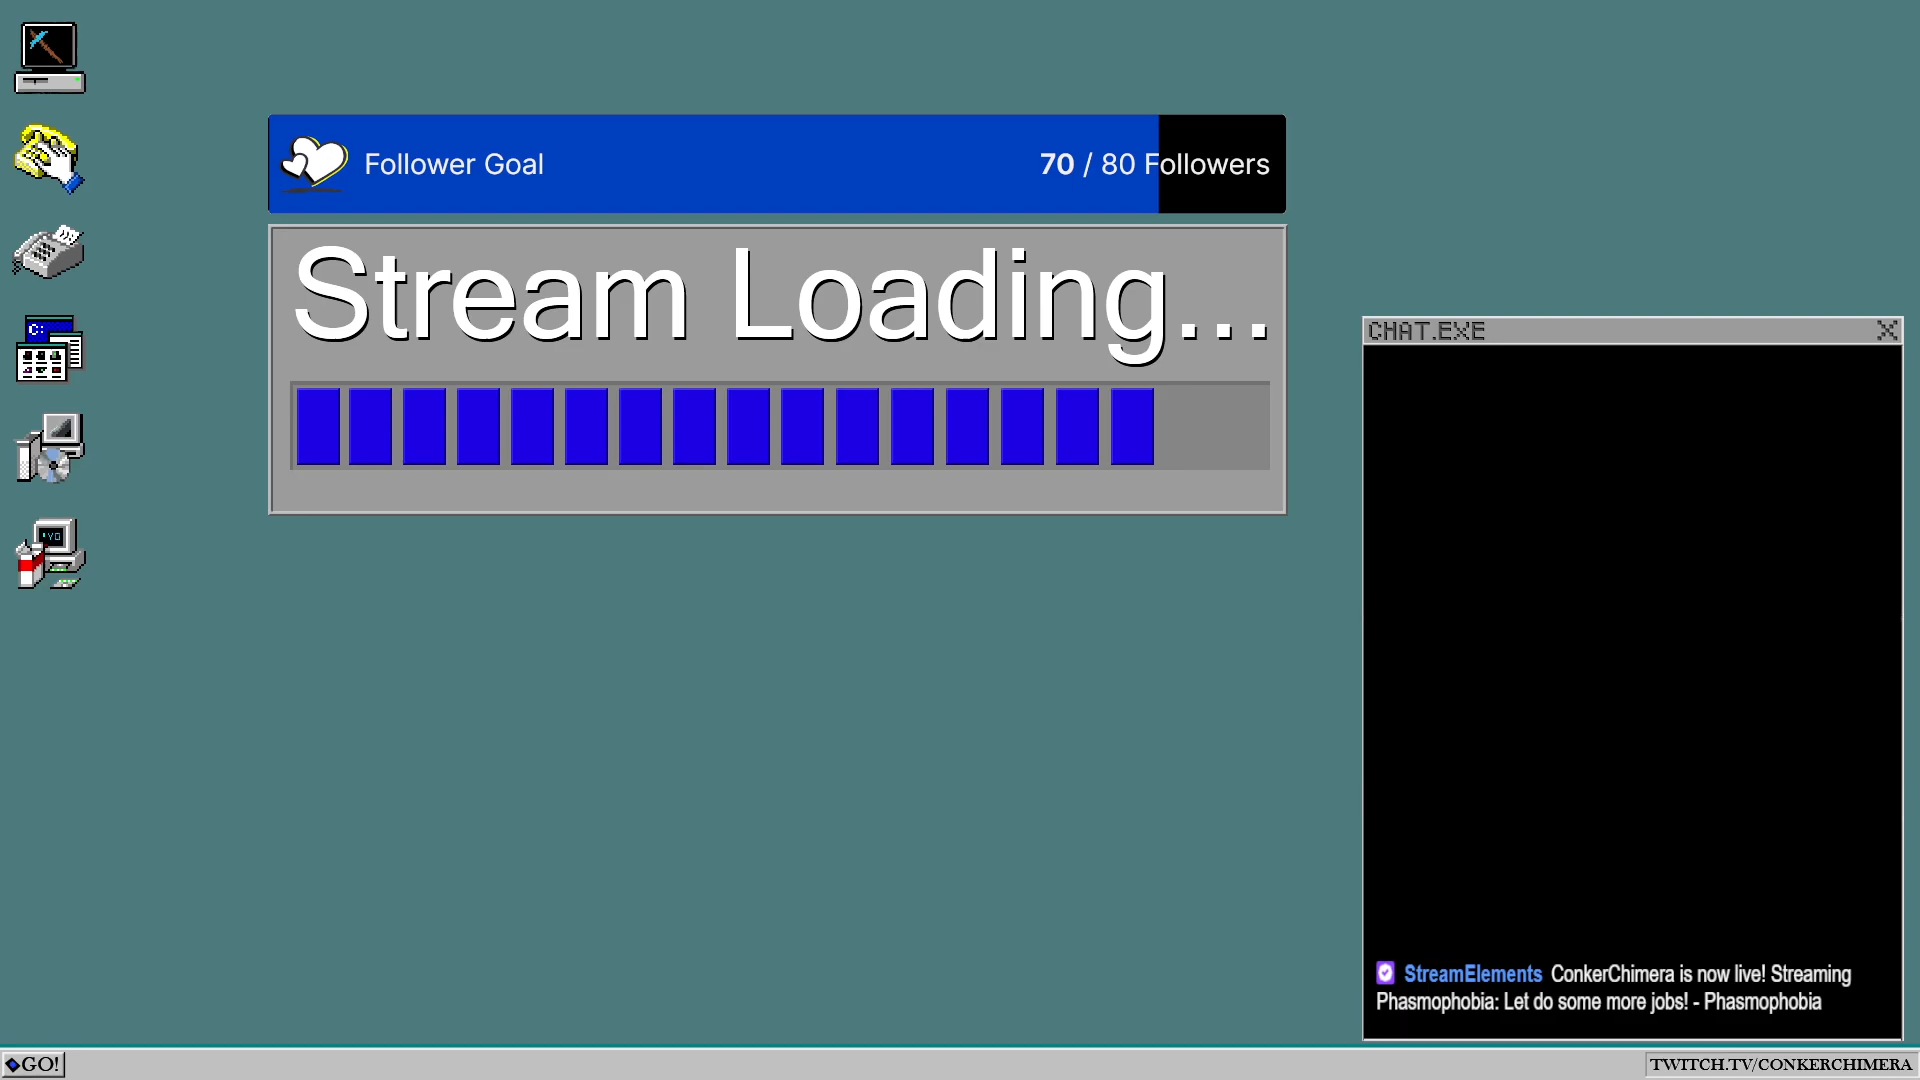 Follower Goal
70 / 80 Followers
Stream Loading...
CHAT.EXE
C:
StreamElements ConkerChimera is now live! Streaming
Phasmophobia: Let do some more jobs! - Phasmophobia
GO!
TWITCH.TV/CONKERCHIMERA